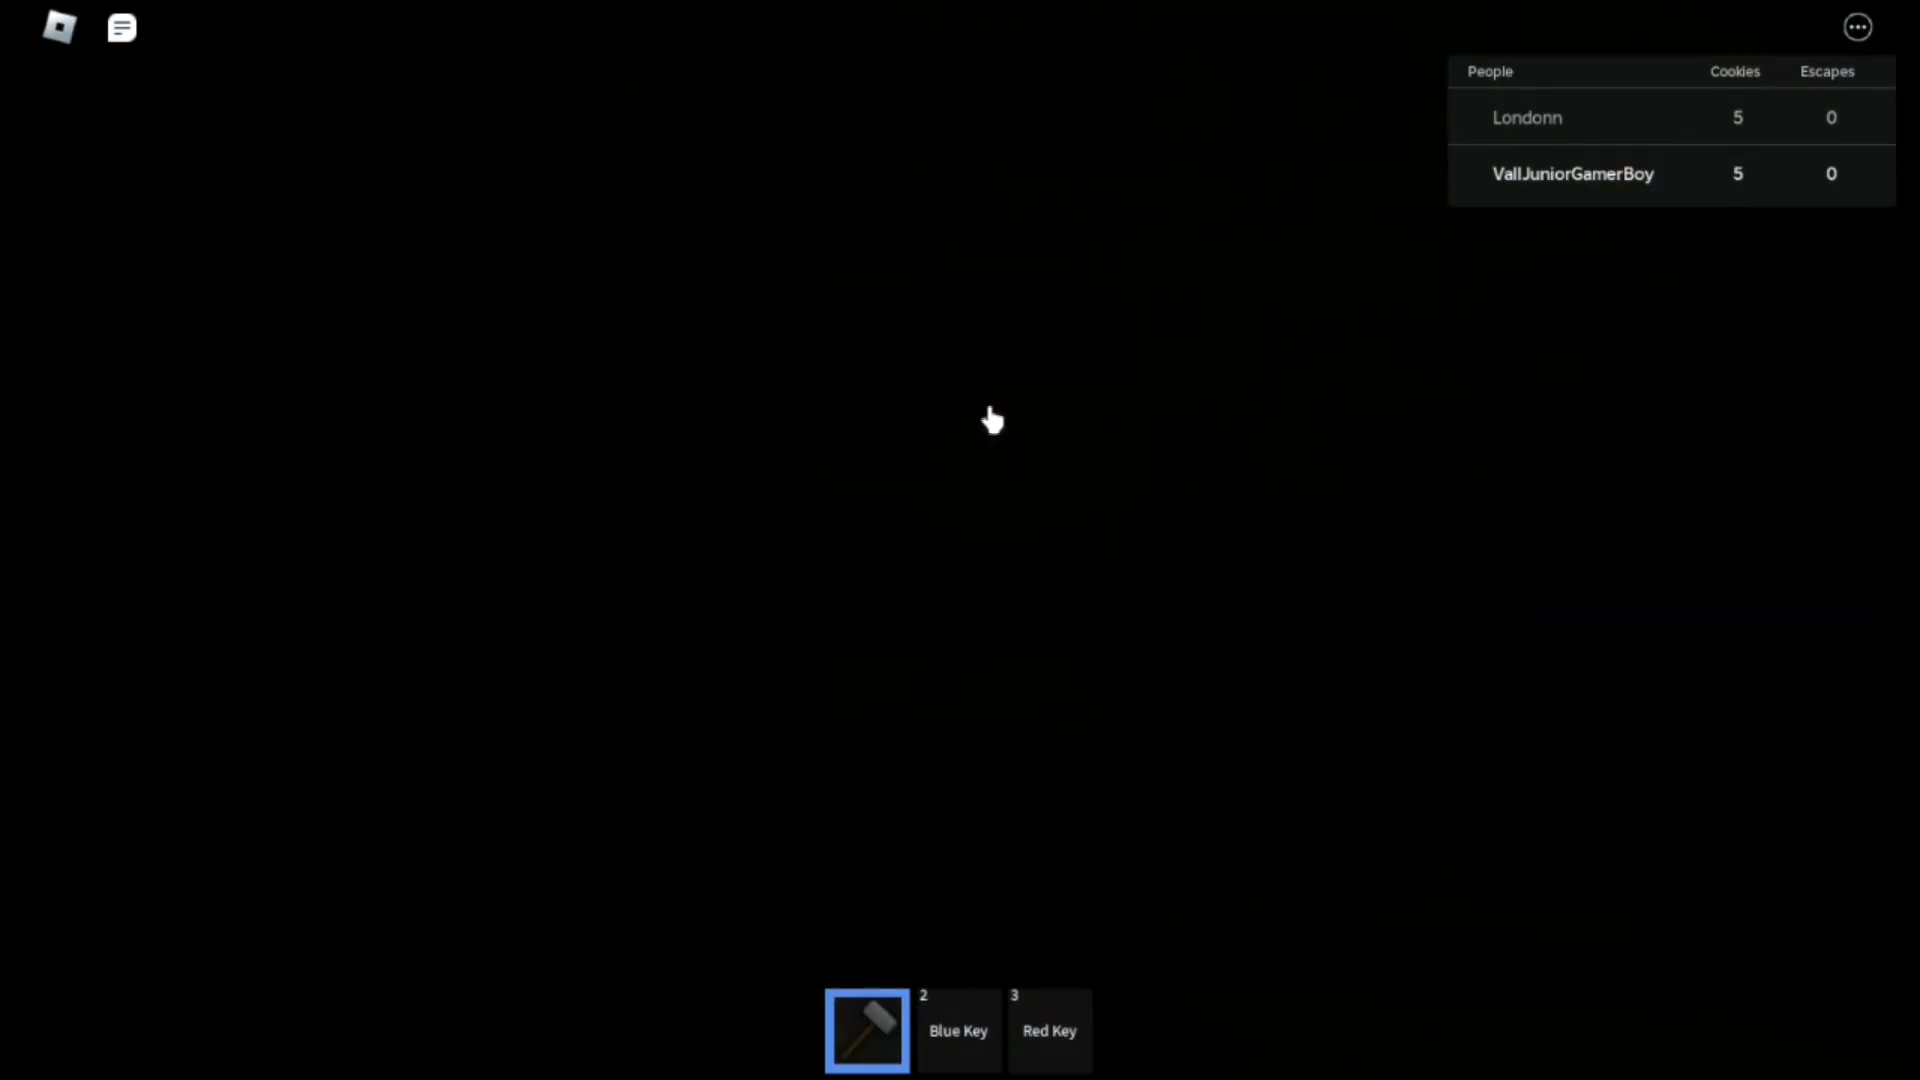 People Cookies Escapes
Londonn 5 0
VallJuniorGamerBoy 5 0
2 3
Blue Key Red Key